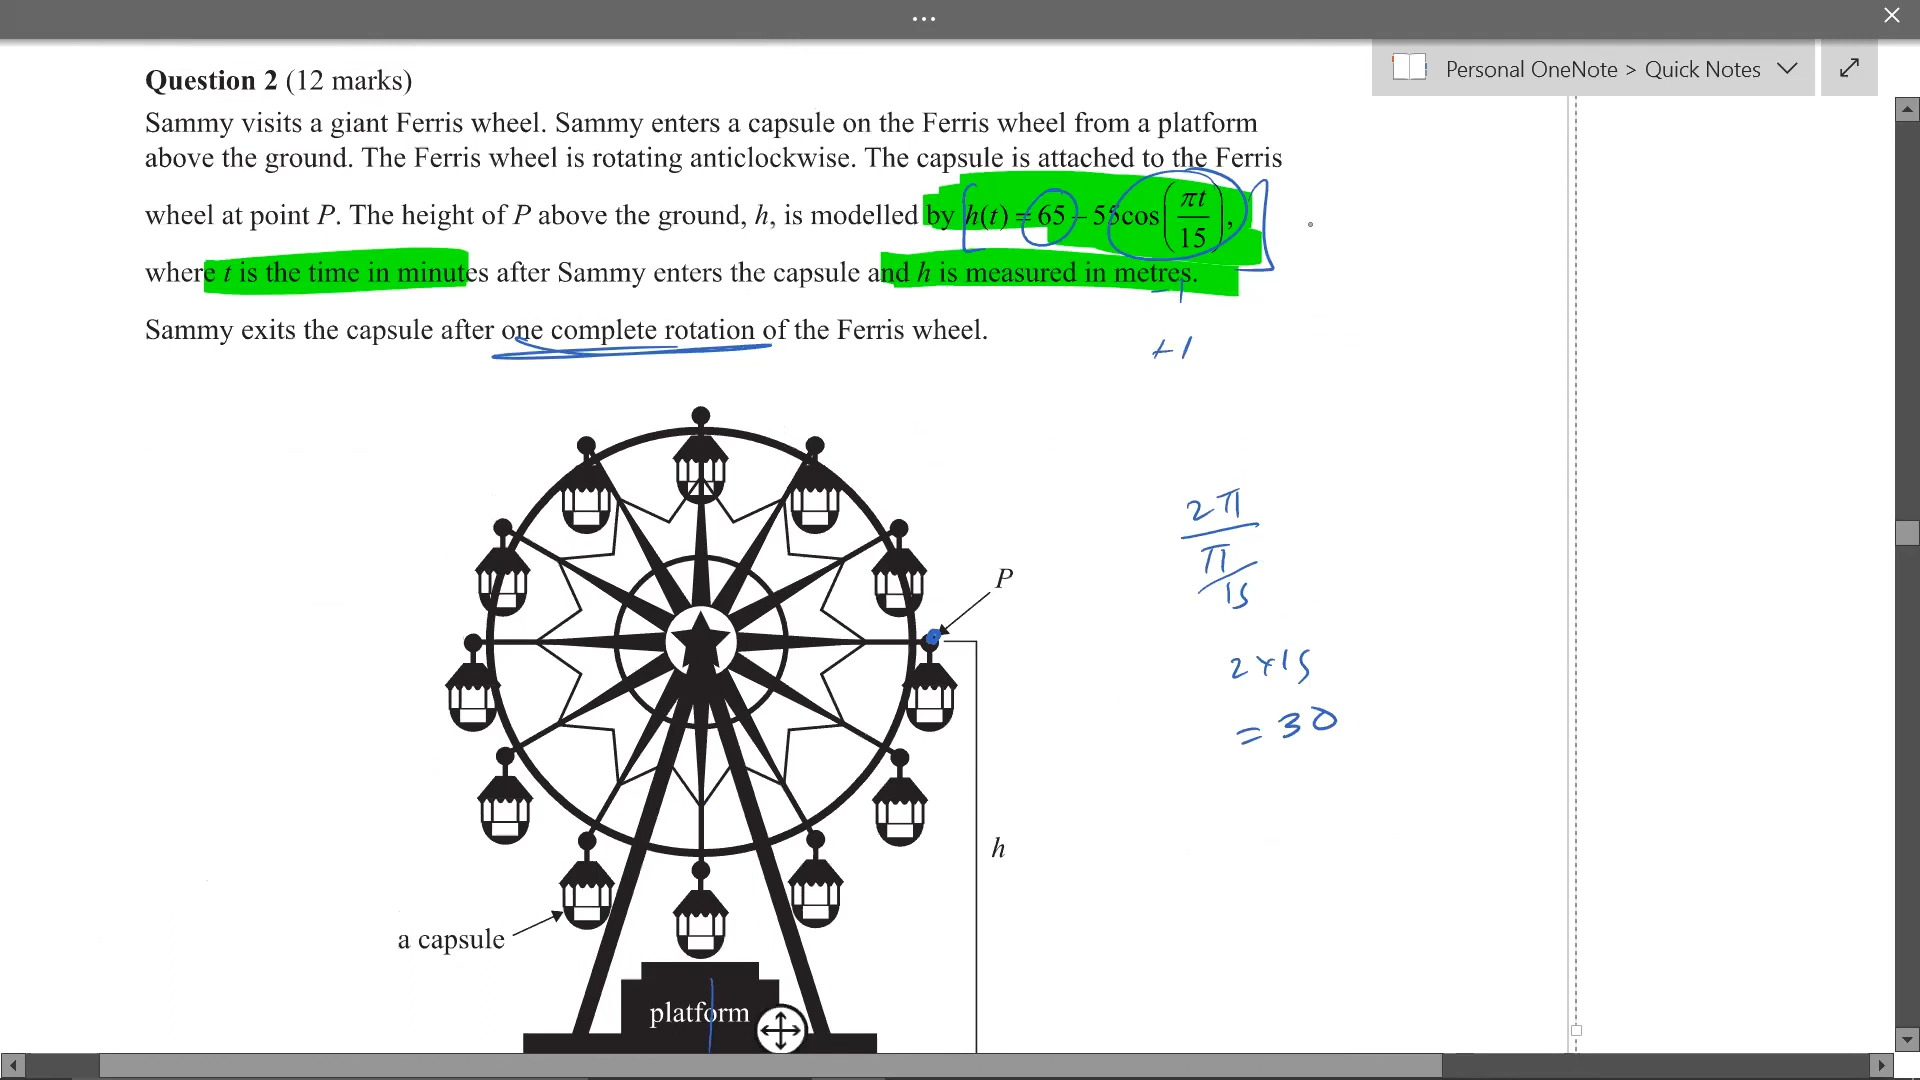 ...
Personal OneNote > Quick Notes
Question 2 (12 marks)
Sammy visits a giant Ferris wheel. Sammy enters a capsule on the Ferris wheel from a platform
above the ground. The Ferris wheel is rotating anticlockwise. The capsule is attached to the Ferris
wheel at point P. The height of P above the ground, h, is modelled by h(t) = 65 − 55cos(πt/15),
where t is the time in minutes after Sammy enters the capsule and h is measured in metres.
−1
Sammy exits the capsule after one complete rotation of the Ferris wheel.
+1
2π
π
15
P
2×15
= 30
h
a capsule
platform